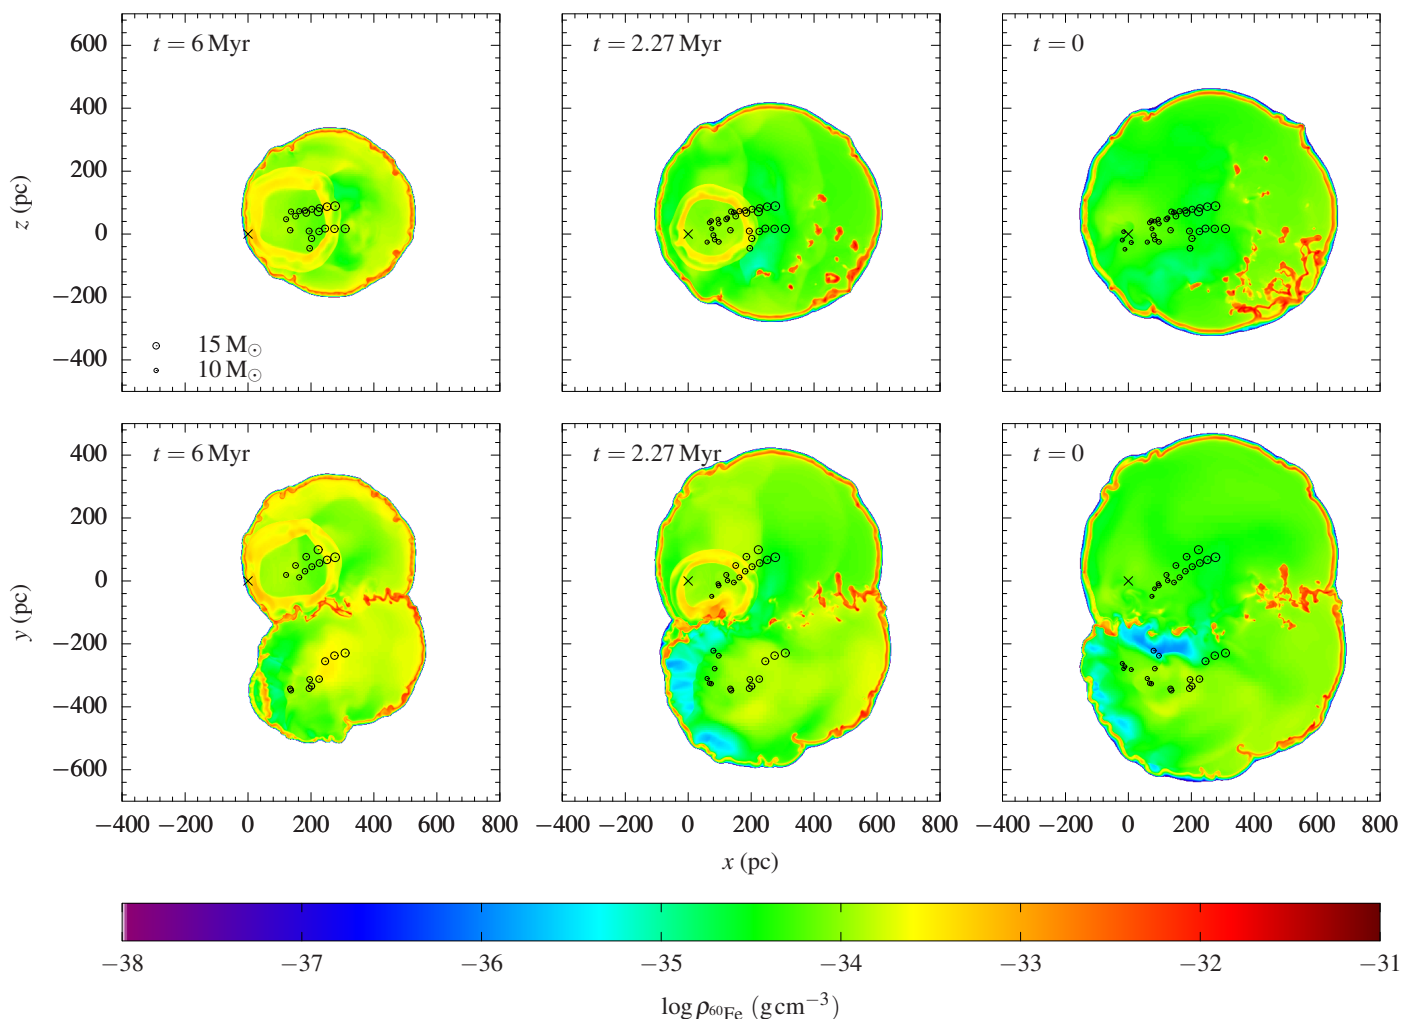 t = 6 Myr
t = 2.27 Myr
t = 0
600
400
200
0
−200
−400
z (pc)
15 M☉
10 M☉
t = 6 Myr
t = 2.27 Myr
t = 0
400
200
0
−200
−400
−600
y (pc)
−400 −200 0 200 400 600 800
−400 −200 0 200 400 600 800
−400 −200 0 200 400 600 800
x (pc)
−38 −37 −36 −35 −34 −33 −32 −31
log ρ⁶⁰Fe (g cm⁻³)